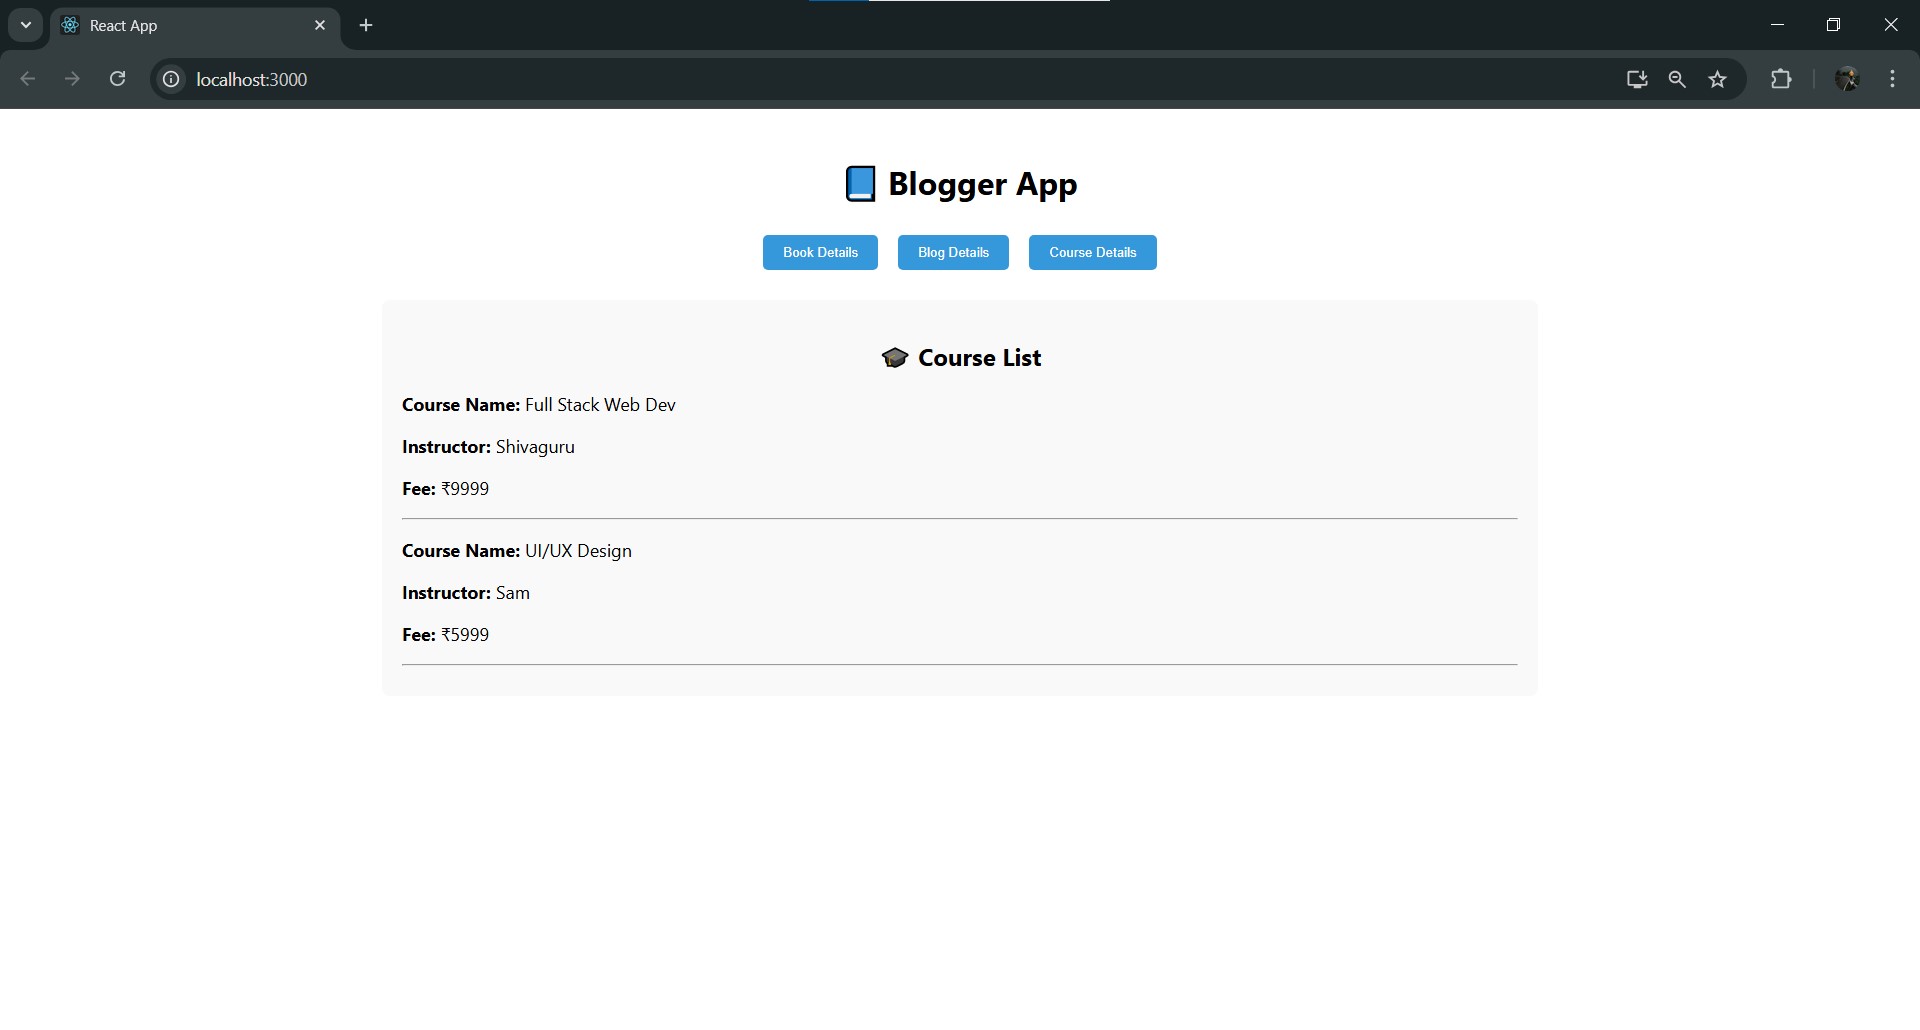 React App
localhost:3000
📘 Blogger App
Book Details Blog Details Course Details
🎓 Course List
Course Name: Full Stack Web Dev
Instructor: Shivaguru
Fee: ₹9999
Course Name: UI/UX Design
Instructor: Sam
Fee: ₹5999